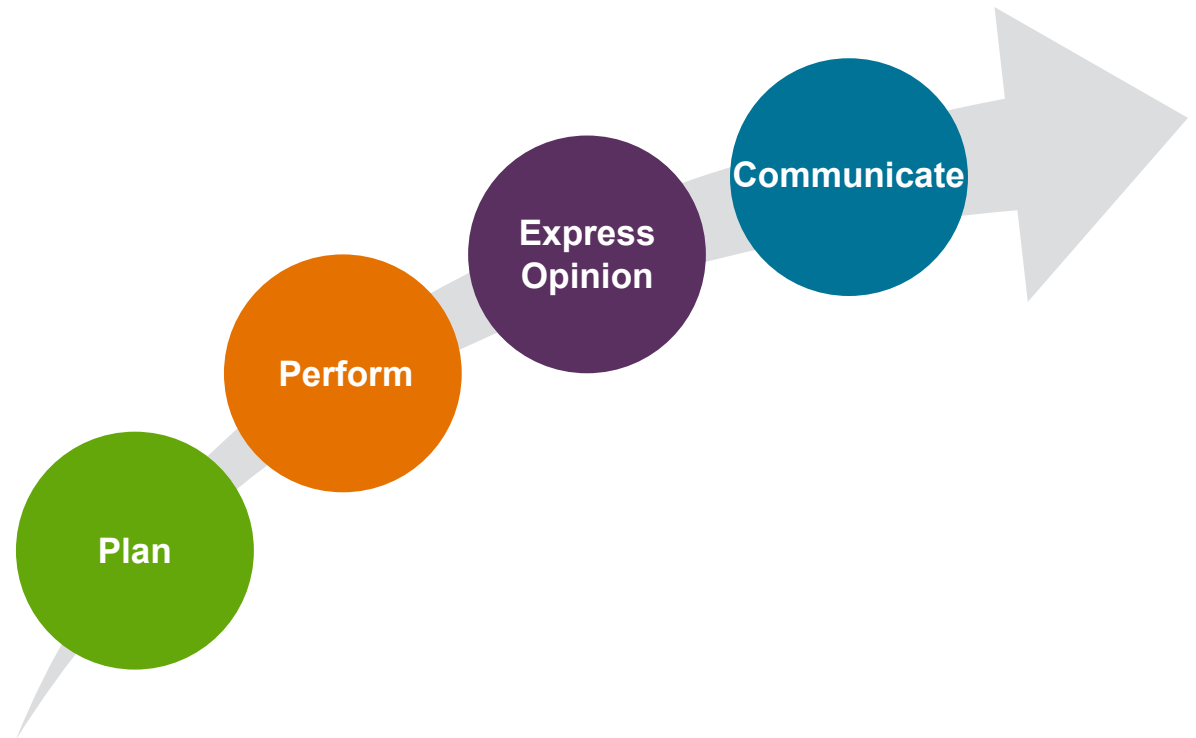 Plan
Perform
Express
Opinion
Communicate